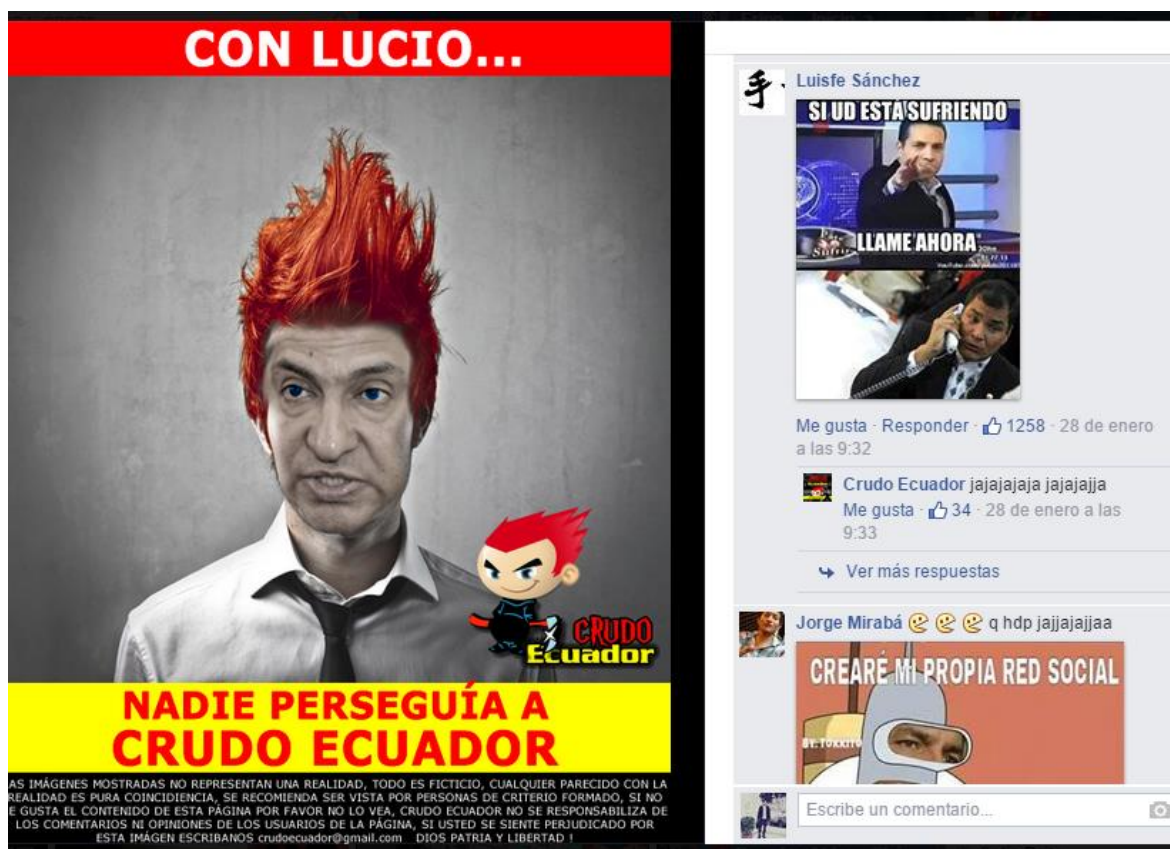 CON LUCIO...
CRUDO
Ecuador
NADIE PERSEGUÍA A
CRUDO ECUADOR
AS IMÁGENES MOSTRADAS NO REPRESENTAN UNA REALIDAD, TODO ES FICTICIO, CUALQUIER PARECIDO CON LA
REALIDAD ES PURA COINCIDIENCIA, SE RECOMIENDA SER VISTA POR PERSONAS DE CRITERIO FORMADO, SI NO
E GUSTA EL CONTENIDO DE ESTA PÁGINA POR FAVOR NO LO VEA, CRUDO ECUADOR NO SE RESPONSABILIZA DE
LOS COMENTARIOS NI OPINIONES DE LOS USUARIOS DE LA PÁGINA, SI USTED SE SIENTE PERJUDICADO POR
ESTA IMÁGEN ESCRIBANOS crudoecuador@gmail.com DIOS PATRIA Y LIBERTAD !
手
Luisfe Sánchez
SI UD ESTÁ SUFRIENDO
LLAME AHORA
Me gusta · Responder · 1258 · 28 de enero
a las 9:32
Crudo Ecuador jajajajaja jajajajja
Me gusta · 34 · 28 de enero a las
9:33
Ver más respuestas
Jorge Mirabá q hdp jajjajajjaa
CREARÉ MI PROPIA RED SOCIAL
BY: TOKKITO
Escribe un comentario...